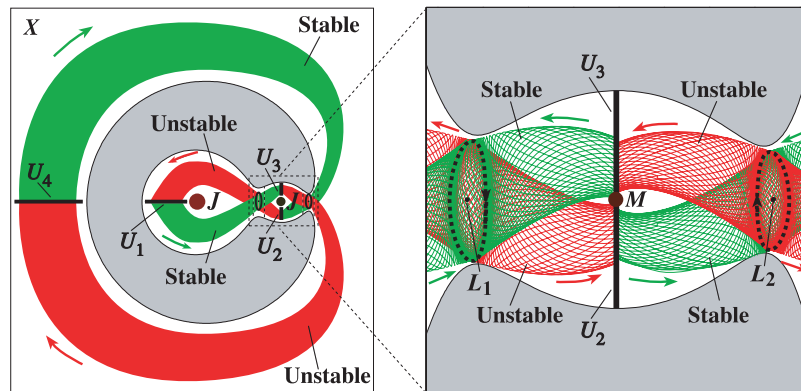 X
Stable
Unstable
U₄
U₃
J
J
U₁
U₂
Stable
Unstable
U₃
Stable
Unstable
M
L₁
L₂
Unstable
Stable
U₂